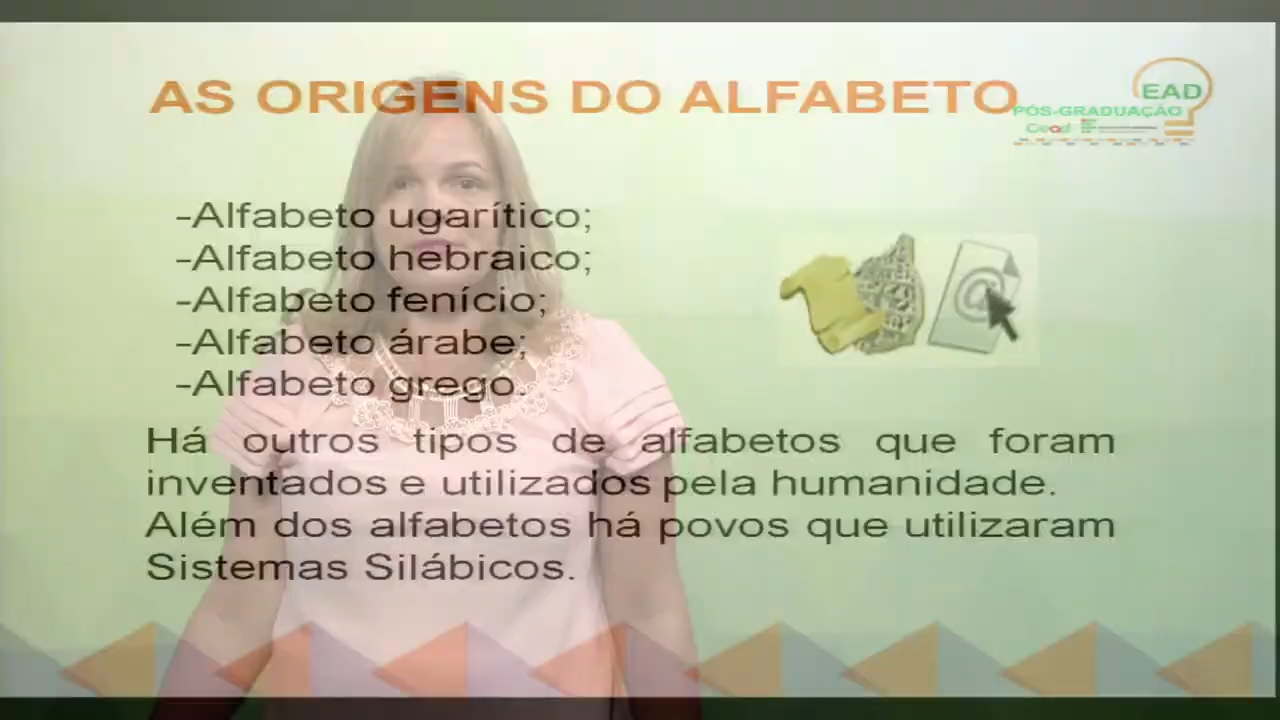 AS ORIGENS DO ALFABETO
EAD
PÓS-GRADUAÇÃO
Cead
-Alfabeto ugarítico;
-Alfabeto hebraico;
-Alfabeto fenício;
-Alfabeto árabe;
-Alfabeto grego.
@
Há outros tipos de alfabetos que foram
inventados e utilizados pela humanidade.
Além dos alfabetos há povos que utilizaram
Sistemas Silábicos.